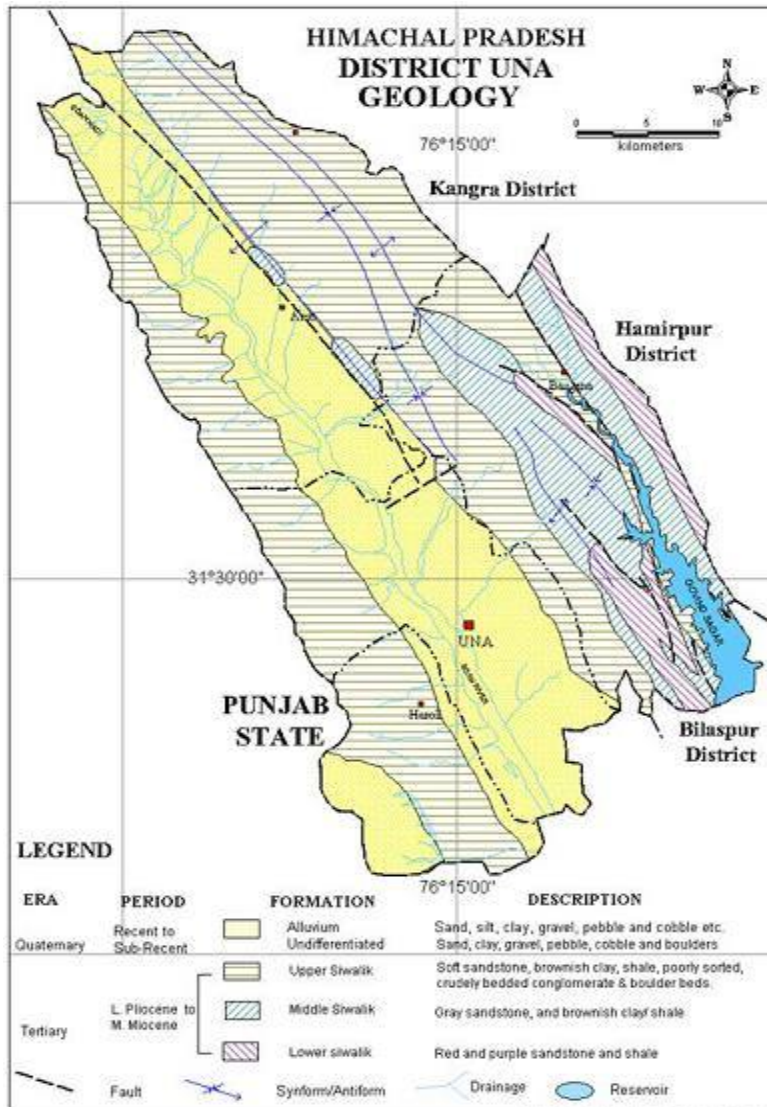 HIMACHAL PRADESH
DISTRICT UNA
GEOLOGY
N
W E
S
0 5 10
kilometers
76°15'00"
Kangra District
Hamirpur
District
31°30'00"
UNA
GOVIND SAGAR
PUNJAB
STATE
Bilaspur
District
76°15'00"
LEGEND
ERA PERIOD FORMATION DESCRIPTION
Quaternary
Recent to
Sub-Recent
Alluvium
Undifferentiated
Sand, silt, clay, gravel, pebble and cobble etc.
Sand, clay, gravel, pebble, cobble and boulders
Tertiary
L. Pliocene to
M. Miocene
Upper Siwalik
Soft sandstone, brownish clay, shale, poorly sorted,
crudely bedded conglomerate & boulder beds.
Middle Siwalik
Gray sandstone, and brownish clay/ shale
Lower siwalik
Red and purple sandstone and shale
Fault
Synform/Antiform
Drainage
Reservoir